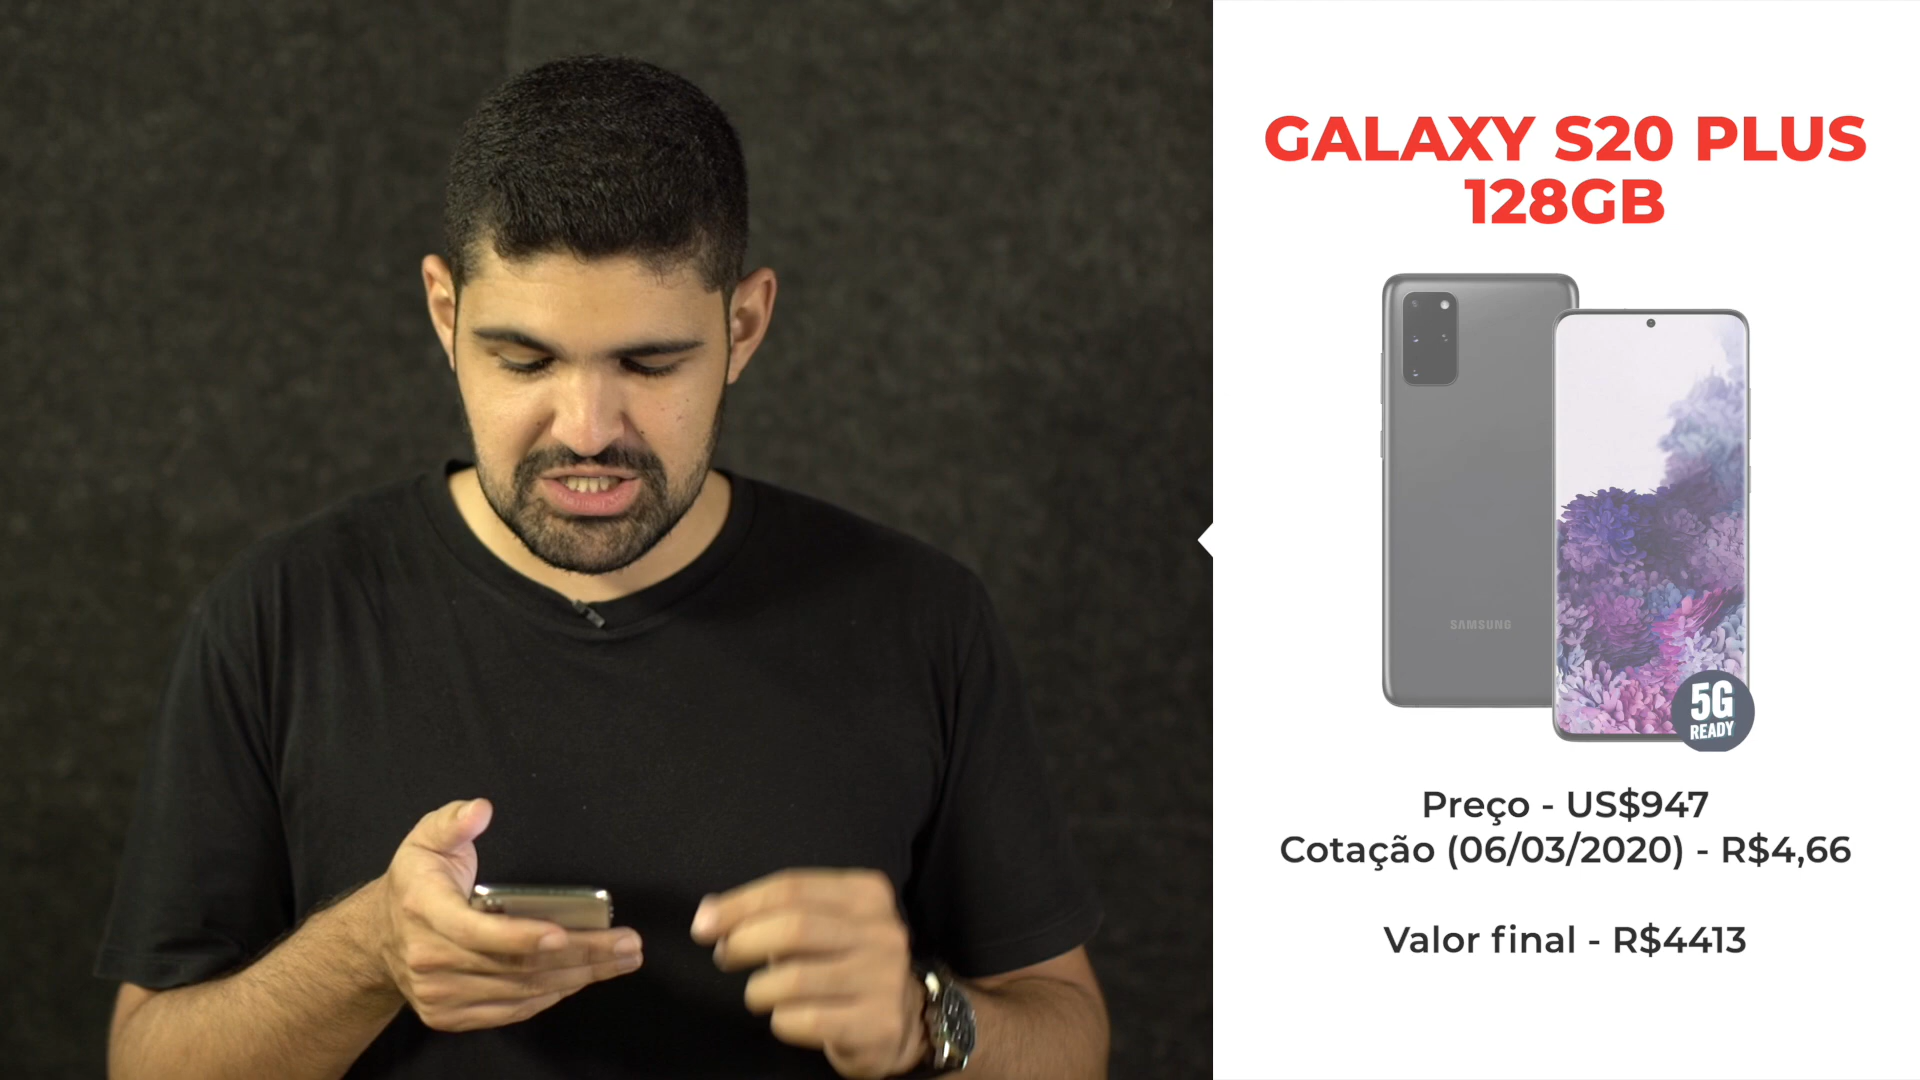 GALAXY S20 PLUS
128GB
SAMSUNG
5G
READY
Preço - US$947
Cotação (06/03/2020) - R$4,66
Valor final - R$4413